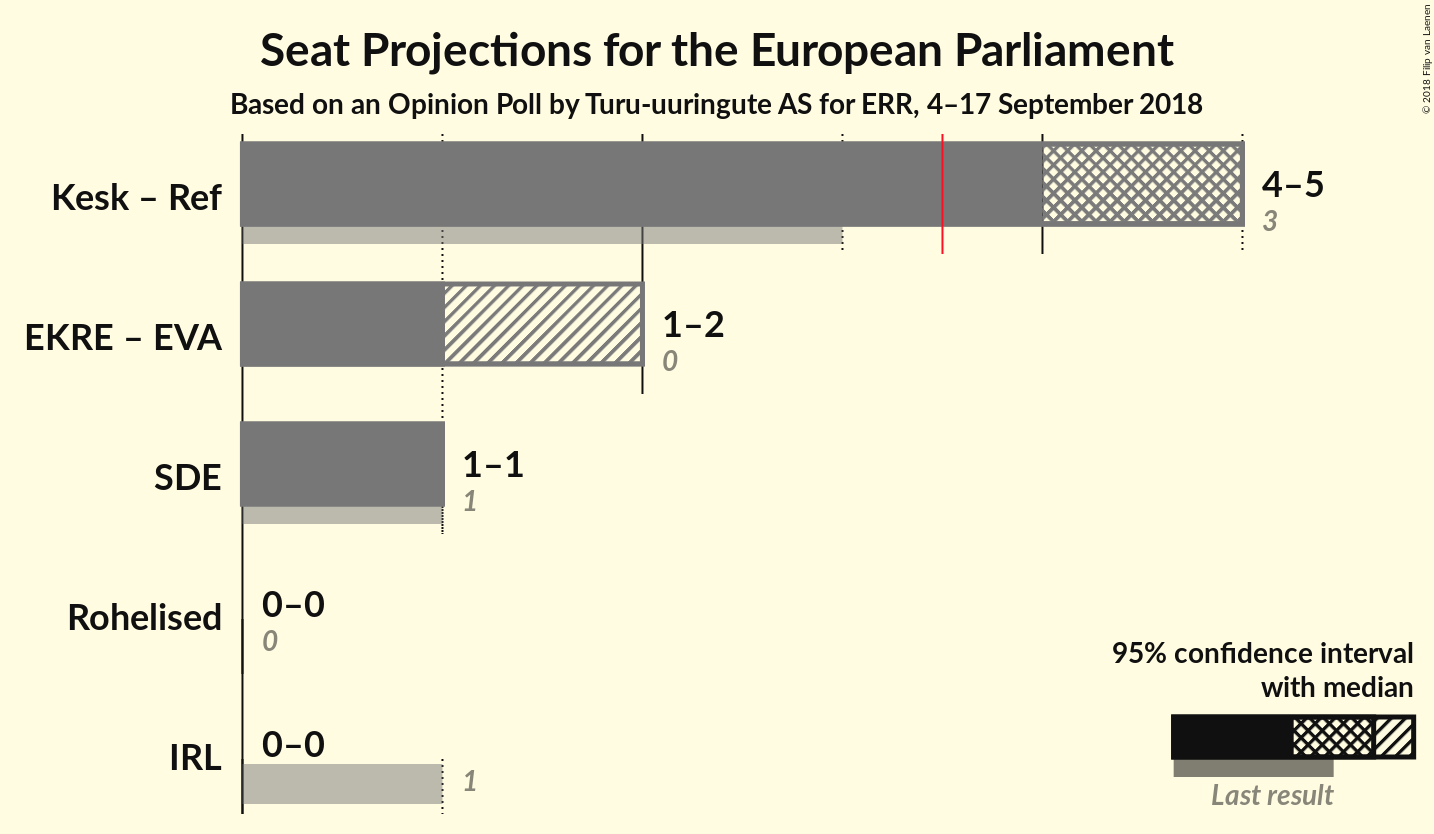 Seat Projections for the European Parliament
Based on an Opinion Poll by Turu-uuringute AS for ERR, 4–17 September 2018
© 2018 Filip van Laenen
Kesk – Ref
4–5
3
EKRE – EVA
1–2
0
SDE
1–1
1
Rohelised
0–0
0
IRL
0–0
1
95% confidence interval
with median
Last result